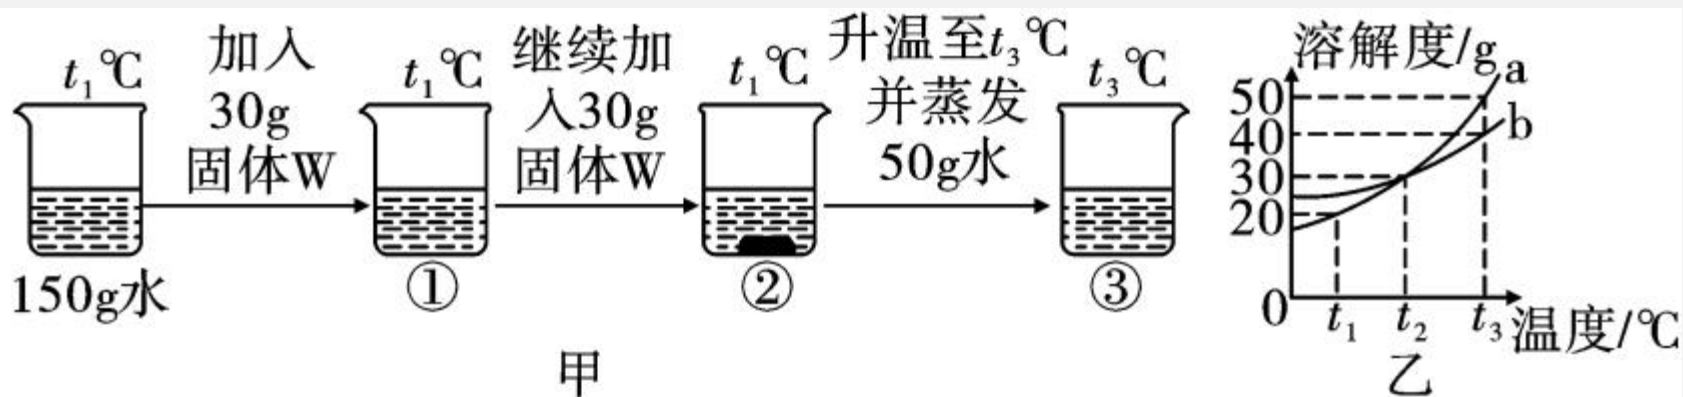 t₁℃
150g水
加入
30g
固体W
t₁℃
①
继续加
入30g
固体W
t₁℃
②
升温至t₃℃
并蒸发
50g水
t₃℃
③
甲
溶解度/g
a
b
50
40
30
20
0
t₁
t₂
t₃
温度/℃
乙